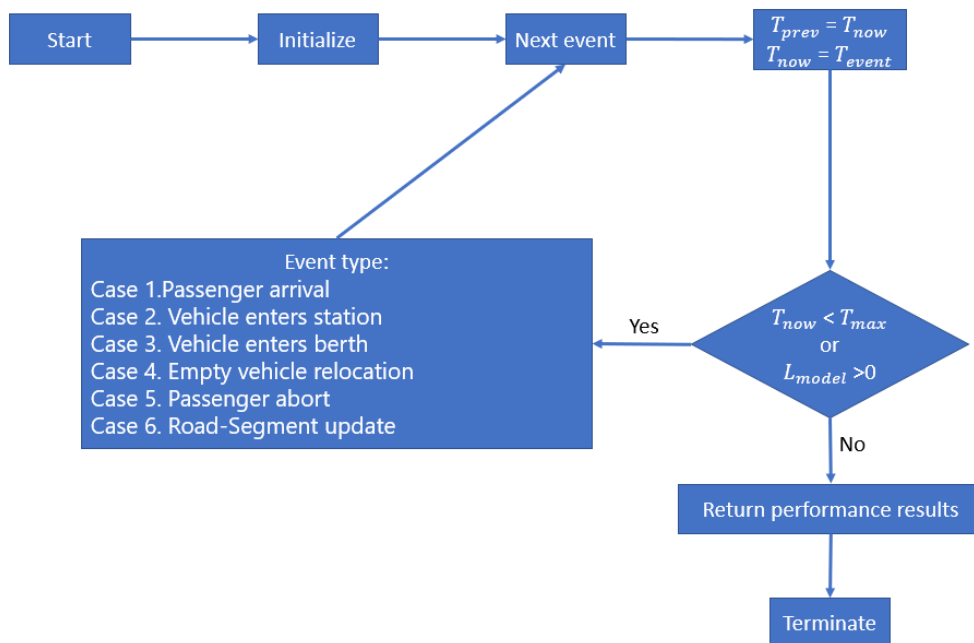 Start
Initialize
Next event
T_prev = T_now
T_now = T_event
Event type:
Case 1.Passenger arrival
Case 2. Vehicle enters station
Case 3. Vehicle enters berth
Case 4. Empty vehicle relocation
Case 5. Passenger abort
Case 6. Road-Segment update
Yes
T_now < T_max
or
L_model >0
No
Return performance results
Terminate